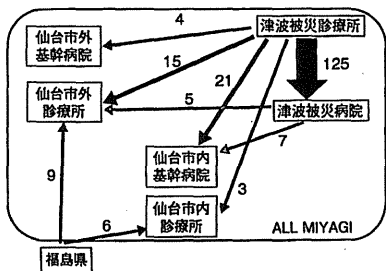 4
津波被災診療所
仙台市外
基幹病院
15
125
21
仙台市外
診療所
5
津波被災病院
7
仙台市内
基幹病院
9
3
仙台市内
診療所
6
ALL MIYAGI
福島県